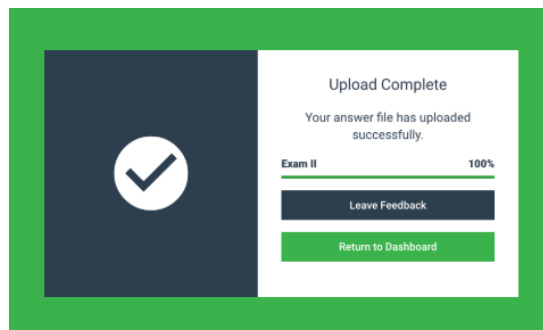 Upload Complete
Your answer file has uploaded
successfully.
Exam II 100%
Leave Feedback
Return to Dashboard